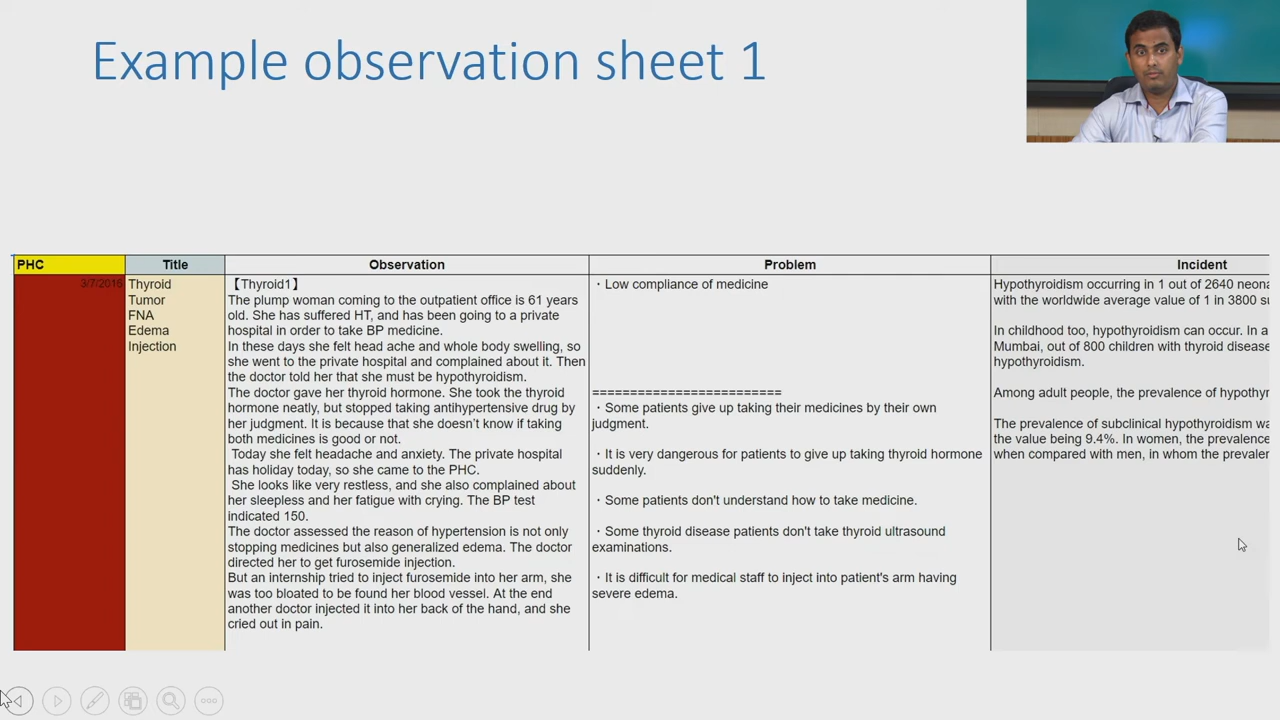 Example observation sheet 1
PHC
Title
Observation
Problem
Incident
3/7/2016
Thyroid
Tumor
FNA
Edema
Injection
【Thyroid1】
The plump woman coming to the outpatient office is 61 years
old. She has suffered HT, and has been going to a private
hospital in order to take BP medicine.
In these days she felt head ache and whole body swelling, so
she went to the private hospital and complained about it. Then
the doctor told her that she must be hypothyroidism.
The doctor gave her thyroid hormone. She took the thyroid
hormone neatly, but stopped taking antihypertensive drug by
her judgment. It is because that she doesn't know if taking
both medicines is good or not.
Today she felt headache and anxiety. The private hospital
has holiday today, so she came to the PHC.
She looks like very restless, and she also complained about
her sleepless and her fatigue with crying. The BP test
indicated 150.
The doctor assessed the reason of hypertension is not only
stopping medicines but also generalized edema. The doctor
directed her to get furosemide injection.
But an internship tried to inject furosemide into her arm, she
was too bloated to be found her blood vessel. At the end
another doctor injected it into her back of the hand, and she
cried out in pain.
・Low compliance of medicine
=========================
・Some patients give up taking their medicines by their own
judgment.
・It is very dangerous for patients to give up taking thyroid hormone
suddenly.
・Some patients don't understand how to take medicine.
・Some thyroid disease patients don't take thyroid ultrasound
examinations.
・It is difficult for medical staff to inject into patient's arm having
severe edema.
Hypothyroidism occurring in 1 out of 2640 neona
with the worldwide average value of 1 in 3800 su
In childhood too, hypothyroidism can occur. In a
Mumbai, out of 800 children with thyroid disease
hypothyroidism.
Among adult people, the prevalence of hypothyr
The prevalence of subclinical hypothyroidism wa
the value being 9.4%. In women, the prevalence
when compared with men, in whom the prevaler